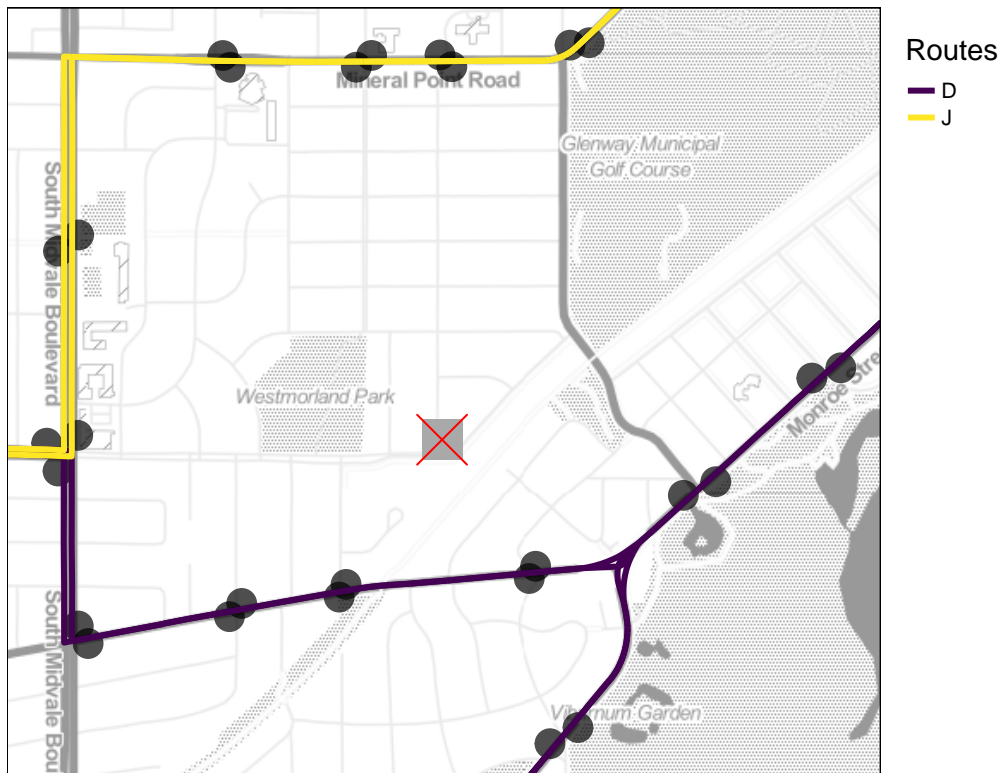 Routes
D
J
Mineral Point Road
Glenway Municipal
Golf Course
South Midvale Boulevard
Westmorland Park
Monroe Stre
South Midvale Bou
Viburnum Garden